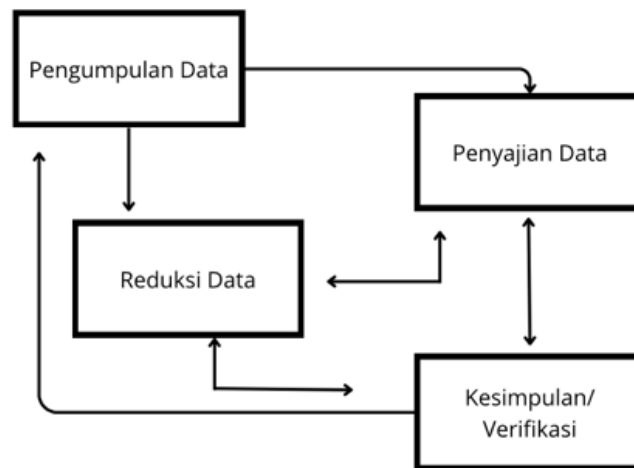 Pengumpulan Data
Penyajian Data
Reduksi Data
Kesimpulan/
Verifikasi